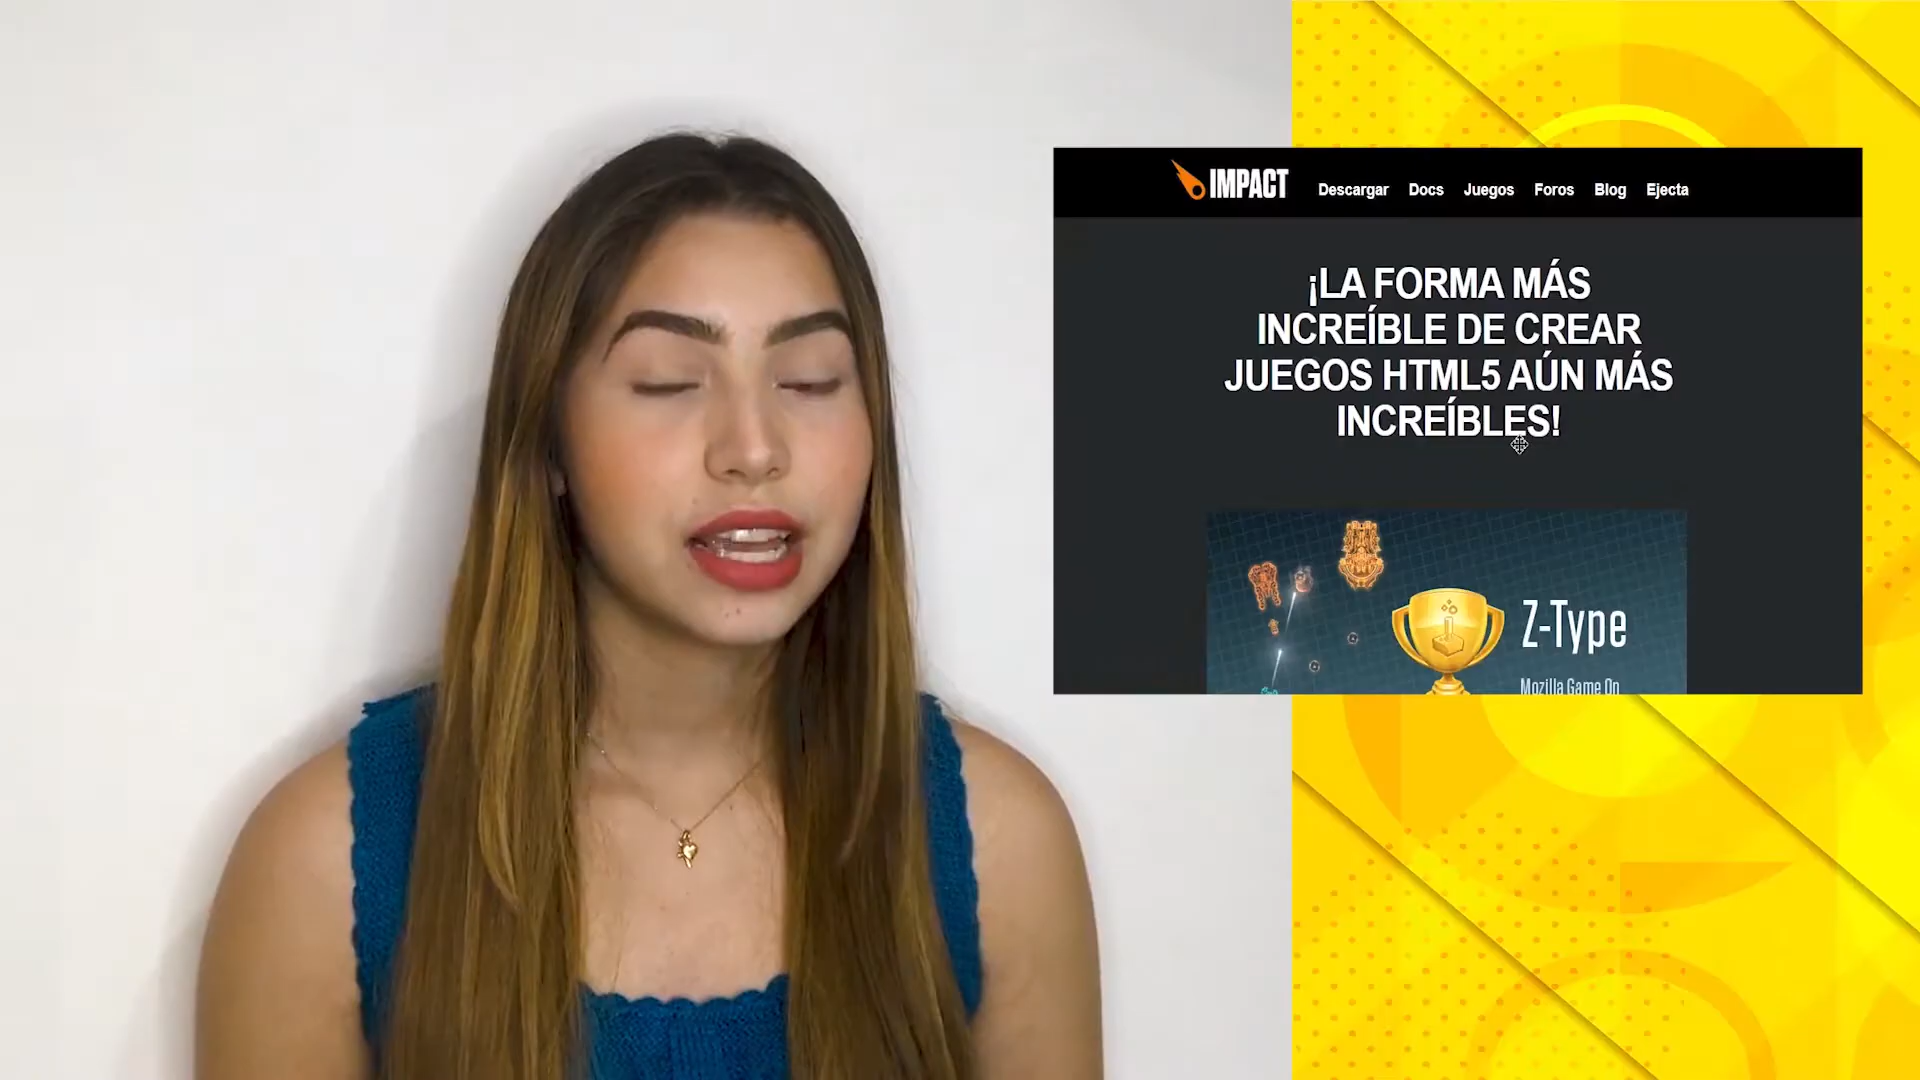 IMPACT
Descargar Docs Juegos Foros Blog Ejecta
¡LA FORMA MÁS
INCREÍBLE DE CREAR
JUEGOS HTML5 AÚN MÁS
INCREÍBLES!
Z-Type
Mozilla Game On